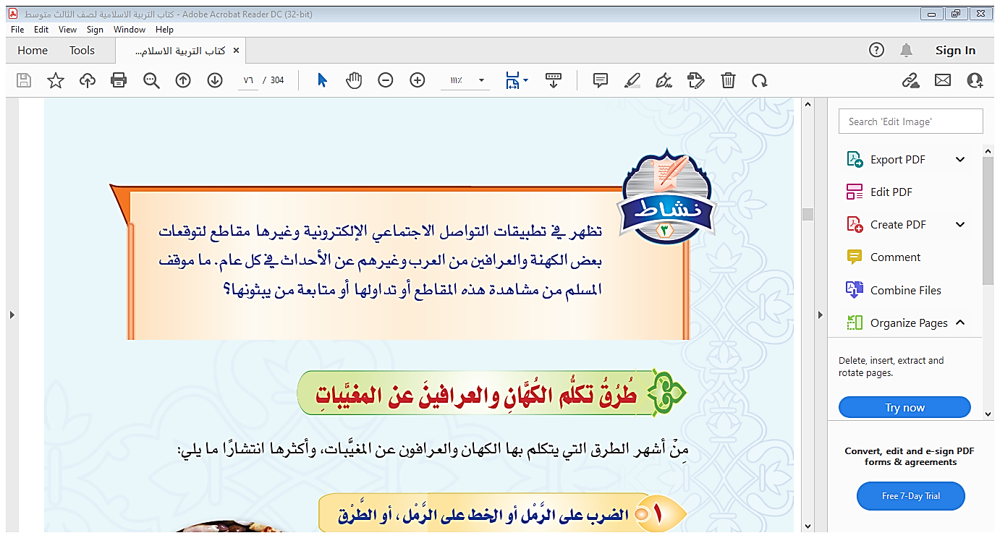 كتاب التربية الاسلامية لصف الثالث متوسط - Adobe Acrobat Reader DC (32-bit)
File Edit View Sign Window Help
Home Tools كتاب التربية الاسلام... × Sign In
٧٦ / 304 ١١١٪
نشاط
٣
تظهر في تطبيقات التواصل الاجتماعي الإلكترونية وغيرها مقاطع لتوقعات
بعض الكهنة والعرافين من العرب وغيرهم عن الأحداث في كل عام. ما موقف
المسلم من مشاهدة هذه المقاطع أو تداولها أو متابعة من يبثونها؟
طُرُقُ تكلُّم الكُهَّانِ والعرافينَ عن المغيَّباتِ
مِنْ أشهر الطرق التي يتكلم بها الكهان والعرافون عن المغيَّبات، وأكثرها انتشارًا ما يلي:
١ الضرب على الرَّمْل أو الخط على الرَّمْل ، أو الطَّرْق
Search 'Edit Image'
Export PDF
Edit PDF
Create PDF
Comment
Combine Files
Organize Pages
Delete, insert, extract and
rotate pages.
Try now
Convert, edit and e-sign PDF
forms & agreements
Free 7-Day Trial